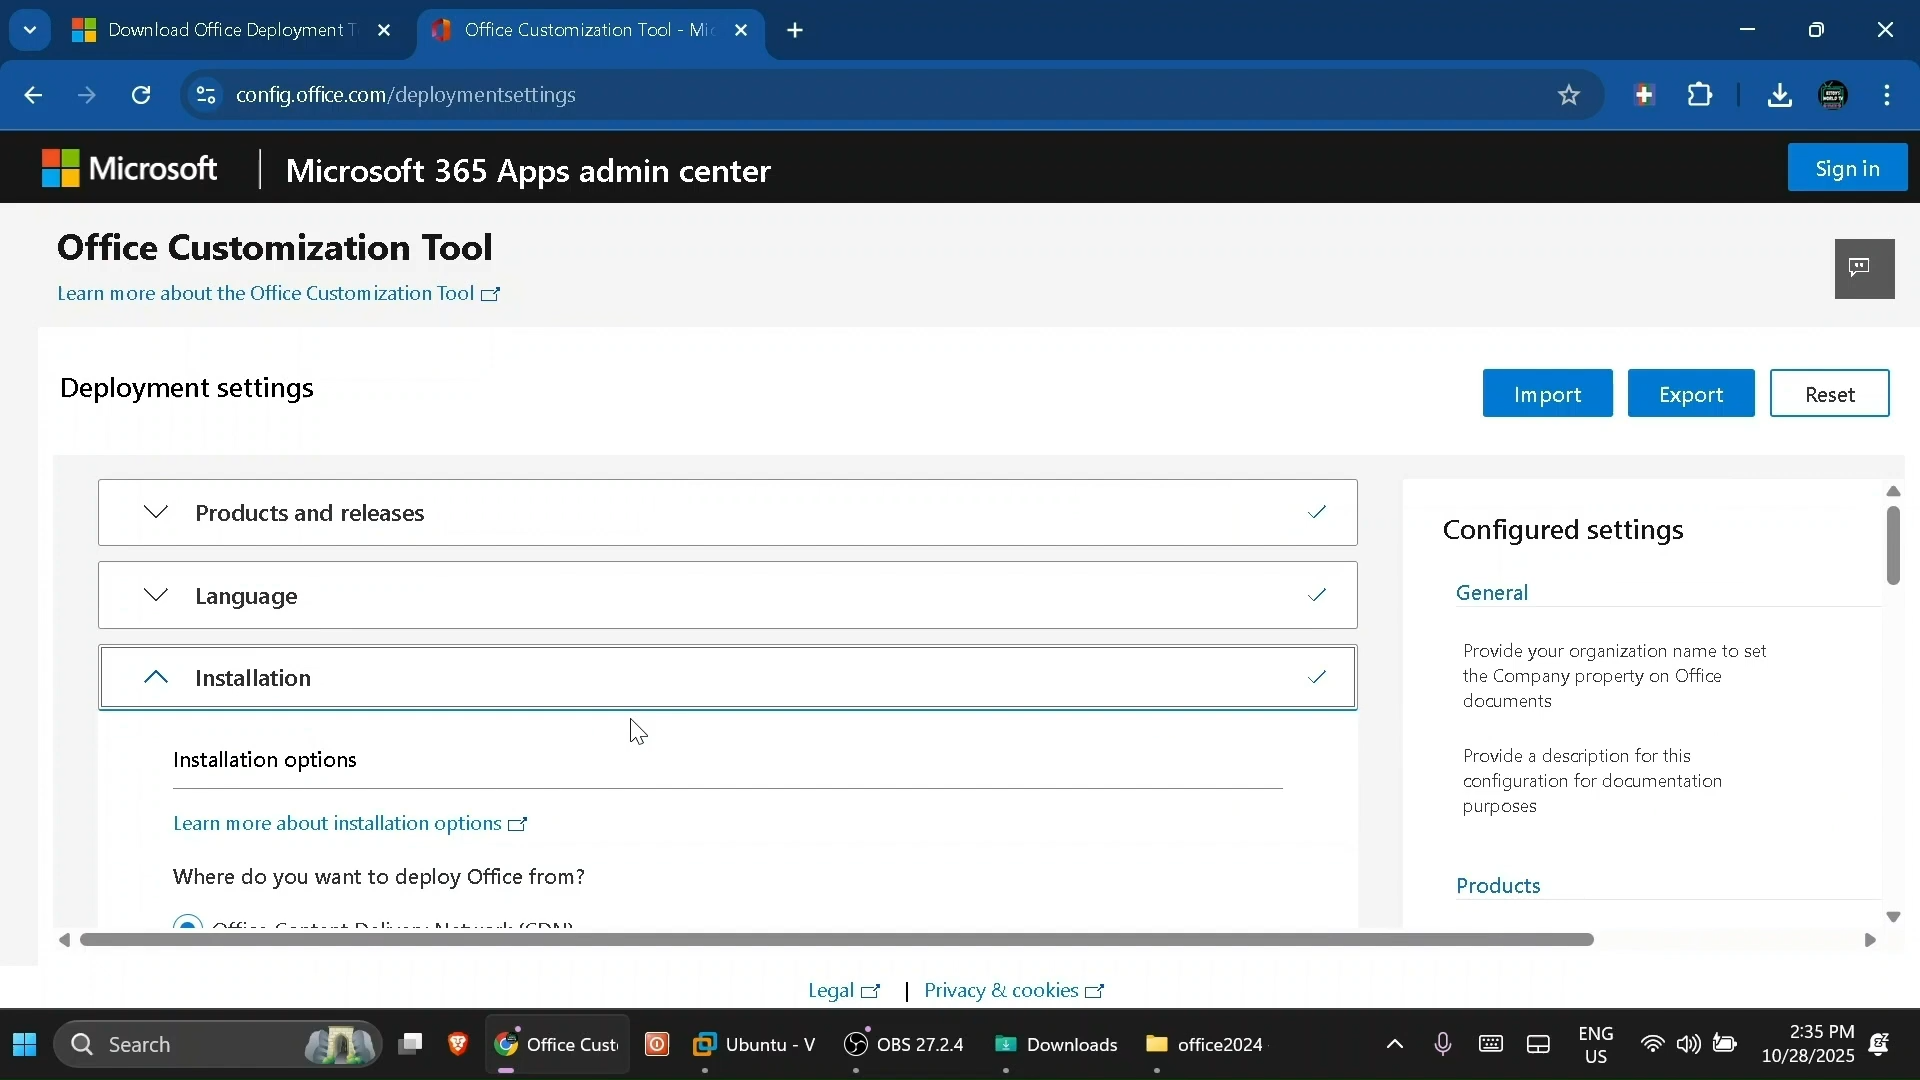 Download Office Deployment T
Office Customization Tool - Mi
config.office.com/deploymentsettings
Microsoft
Microsoft 365 Apps admin center
Sign in
Office Customization Tool
Learn more about the Office Customization Tool
Deployment settings
Import
Export
Reset
Products and releases
Language
Installation
Installation options
Learn more about installation options
Where do you want to deploy Office from?
Office Content Delivery Network (CDN)
Configured settings
General
Provide your organization name to set
the Company property on Office
documents
Provide a description for this
configuration for documentation
purposes
Products
Legal
|
Privacy & cookies
Search
Office Cust
Ubuntu - V
OBS 27.2.4
Downloads
office2024
ENG
US
2:35 PM
10/28/2025